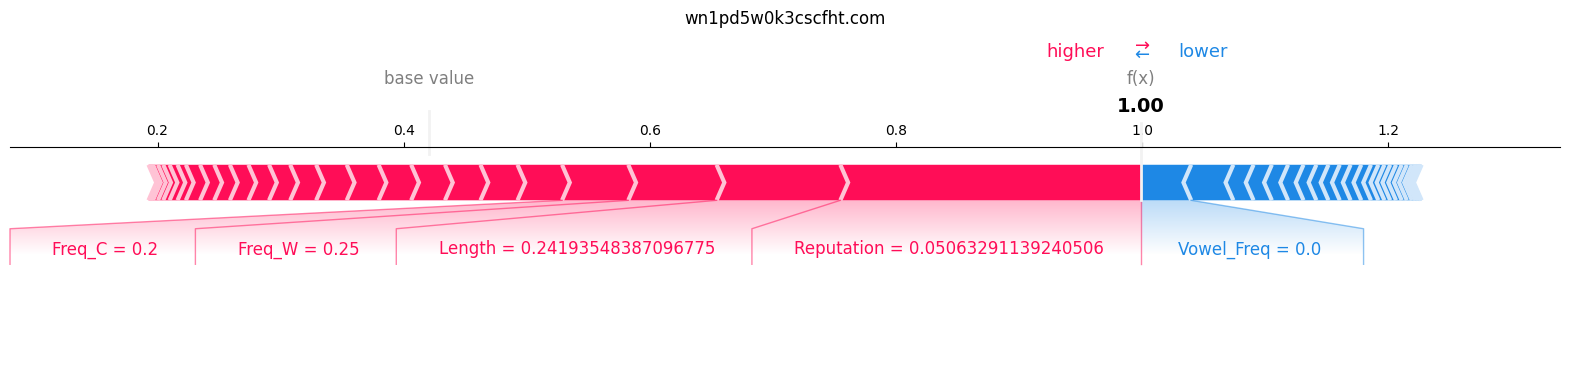 wn1pd5w0k3cscfht.com
higher ⇄ lower
base value f(x)
1.00
0.2 0.4 0.6 0.8 1.0 1.2
Freq_C = 0.2 Freq_W = 0.25 Length = 0.24193548387096775 Reputation = 0.05063291139240506 Vowel_Freq = 0.0